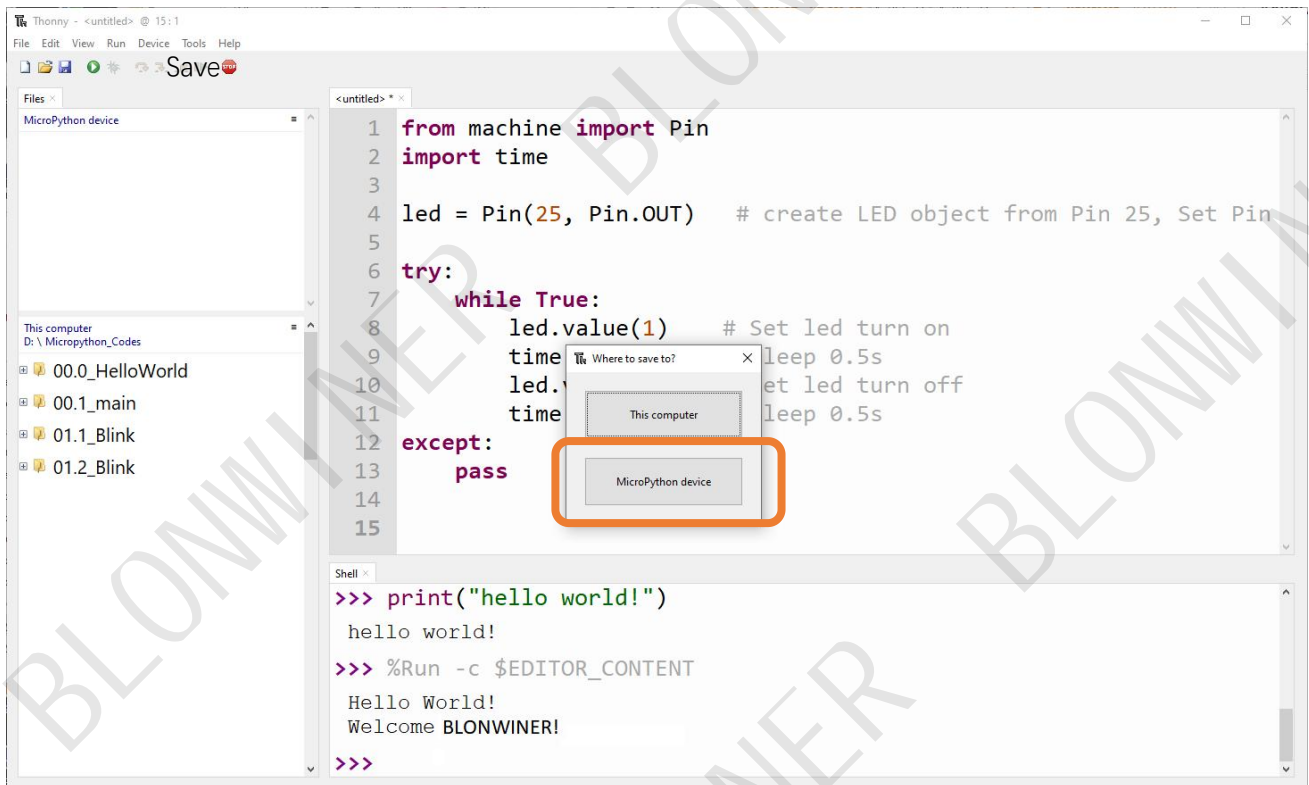 Thonny - <untitled> @ 15:1
File Edit View Run Device Tools Help
Save
STOP
Files
MicroPython device
This computer
D: \ Micropython_Codes
00.0_HelloWorld
00.1_main
01.1_Blink
01.2_Blink
<untitled> *
1 from machine import Pin
2 import time
3
4 led = Pin(25, Pin.OUT) # create LED object from Pin 25, Set Pin
5
6 try:
7 while True:
8 led.value(1) # Set led turn on
9 time leep 0.5s
10 led. et led turn off
11 time leep 0.5s
12 except:
13 pass
14
15
Where to save to?
This computer
MicroPython device
Shell
>>> print("hello world!")
hello world!
>>> %Run -c $EDITOR_CONTENT
Hello World!
Welcome BLONWINER!
>>>
BLONWINER
BLONWINER